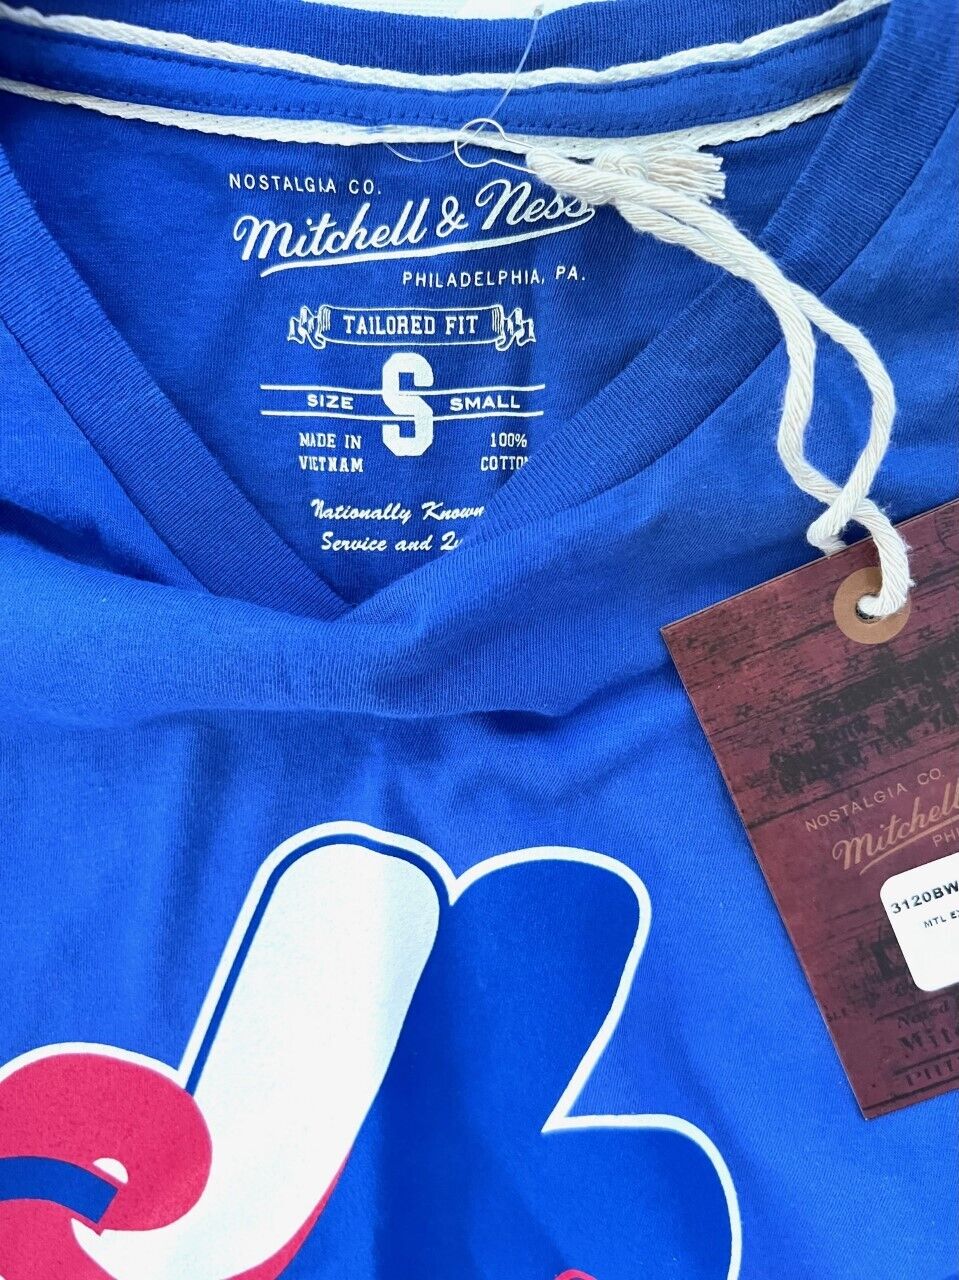 NOSTALGIA CO.
Mitchell & Ness
PHILADELPHIA, PA.
TAILORED FIT
SIZE S SMALL
MADE IN
VIETNAM
100%
COTTON
Nationally Known
Service and
NOSTALGIA CO.
Mitchell
3120BW
MTL